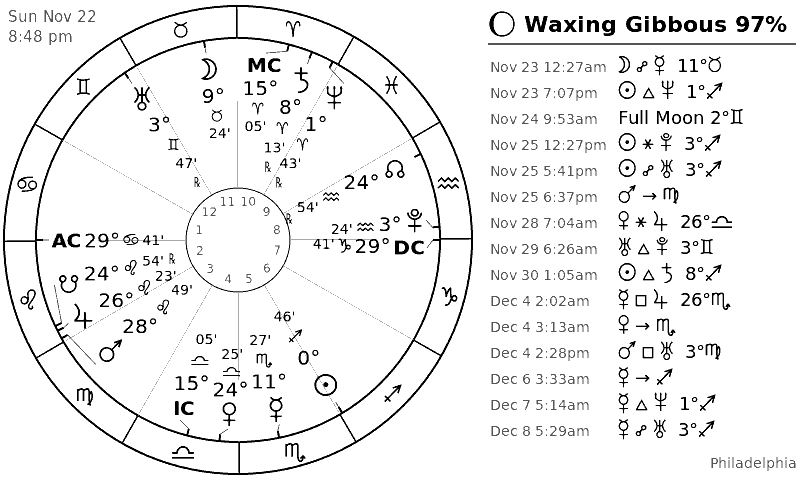 Sun Nov 22
8:48 pm
☽ Waxing Gibbous 97%
Nov 23 12:27am ☽ ☍ ☿ 11°♉
Nov 23 7:07pm ☉ △ ♆ 1°♐
Nov 24 9:53am Full Moon 2°♊
Nov 25 12:27pm ☉ ⚹ ♇ 3°♐
Nov 25 5:41pm ☉ ☍ ♅ 3°♐
Nov 25 6:37pm ♂ → ♍
Nov 28 7:04am ♀ ⚹ ♃ 26°♎
Nov 29 6:26am ♅ △ ♇ 3°♊
Nov 30 1:05am ☉ △ ♄ 8°♐
Dec 4 2:02am ☿ □ ♃ 26°♏
Dec 4 3:13am ♀ → ♏
Dec 4 2:28pm ♂ □ ♅ 3°♍
Dec 6 3:33am ☿ → ♐
Dec 7 5:14am ☿ △ ♆ 1°♐
Dec 8 5:29am ☿ ☍ ♅ 3°♐
Philadelphia
♉
♈
♊
♓
♋
♒
♌
♑
♍
♐
♎
♏
☽ 9° ♉ 24'
MC 15° ♈ 05'
♄ 8° ♈ 13' ℞
♆ 1° ♈ 43' ℞
♅ 3° ♊ 47' ℞
☊ 24° ♒ 54' ℞
♇ 3° ♒ 24'
DC 29° ♑ 41'
AC 29° ♋ 41'
☋ 24° ♌ 54' ℞
♃ 26° ♌ 23'
♂ 28° ♌ 49'
IC 15° ♎ 05'
♀ 24° ♎ 25'
☿ 11° ♏ 27'
☉ 0° ♐ 46'
11 10
12 9
1 8
2 7
3 6
4 5